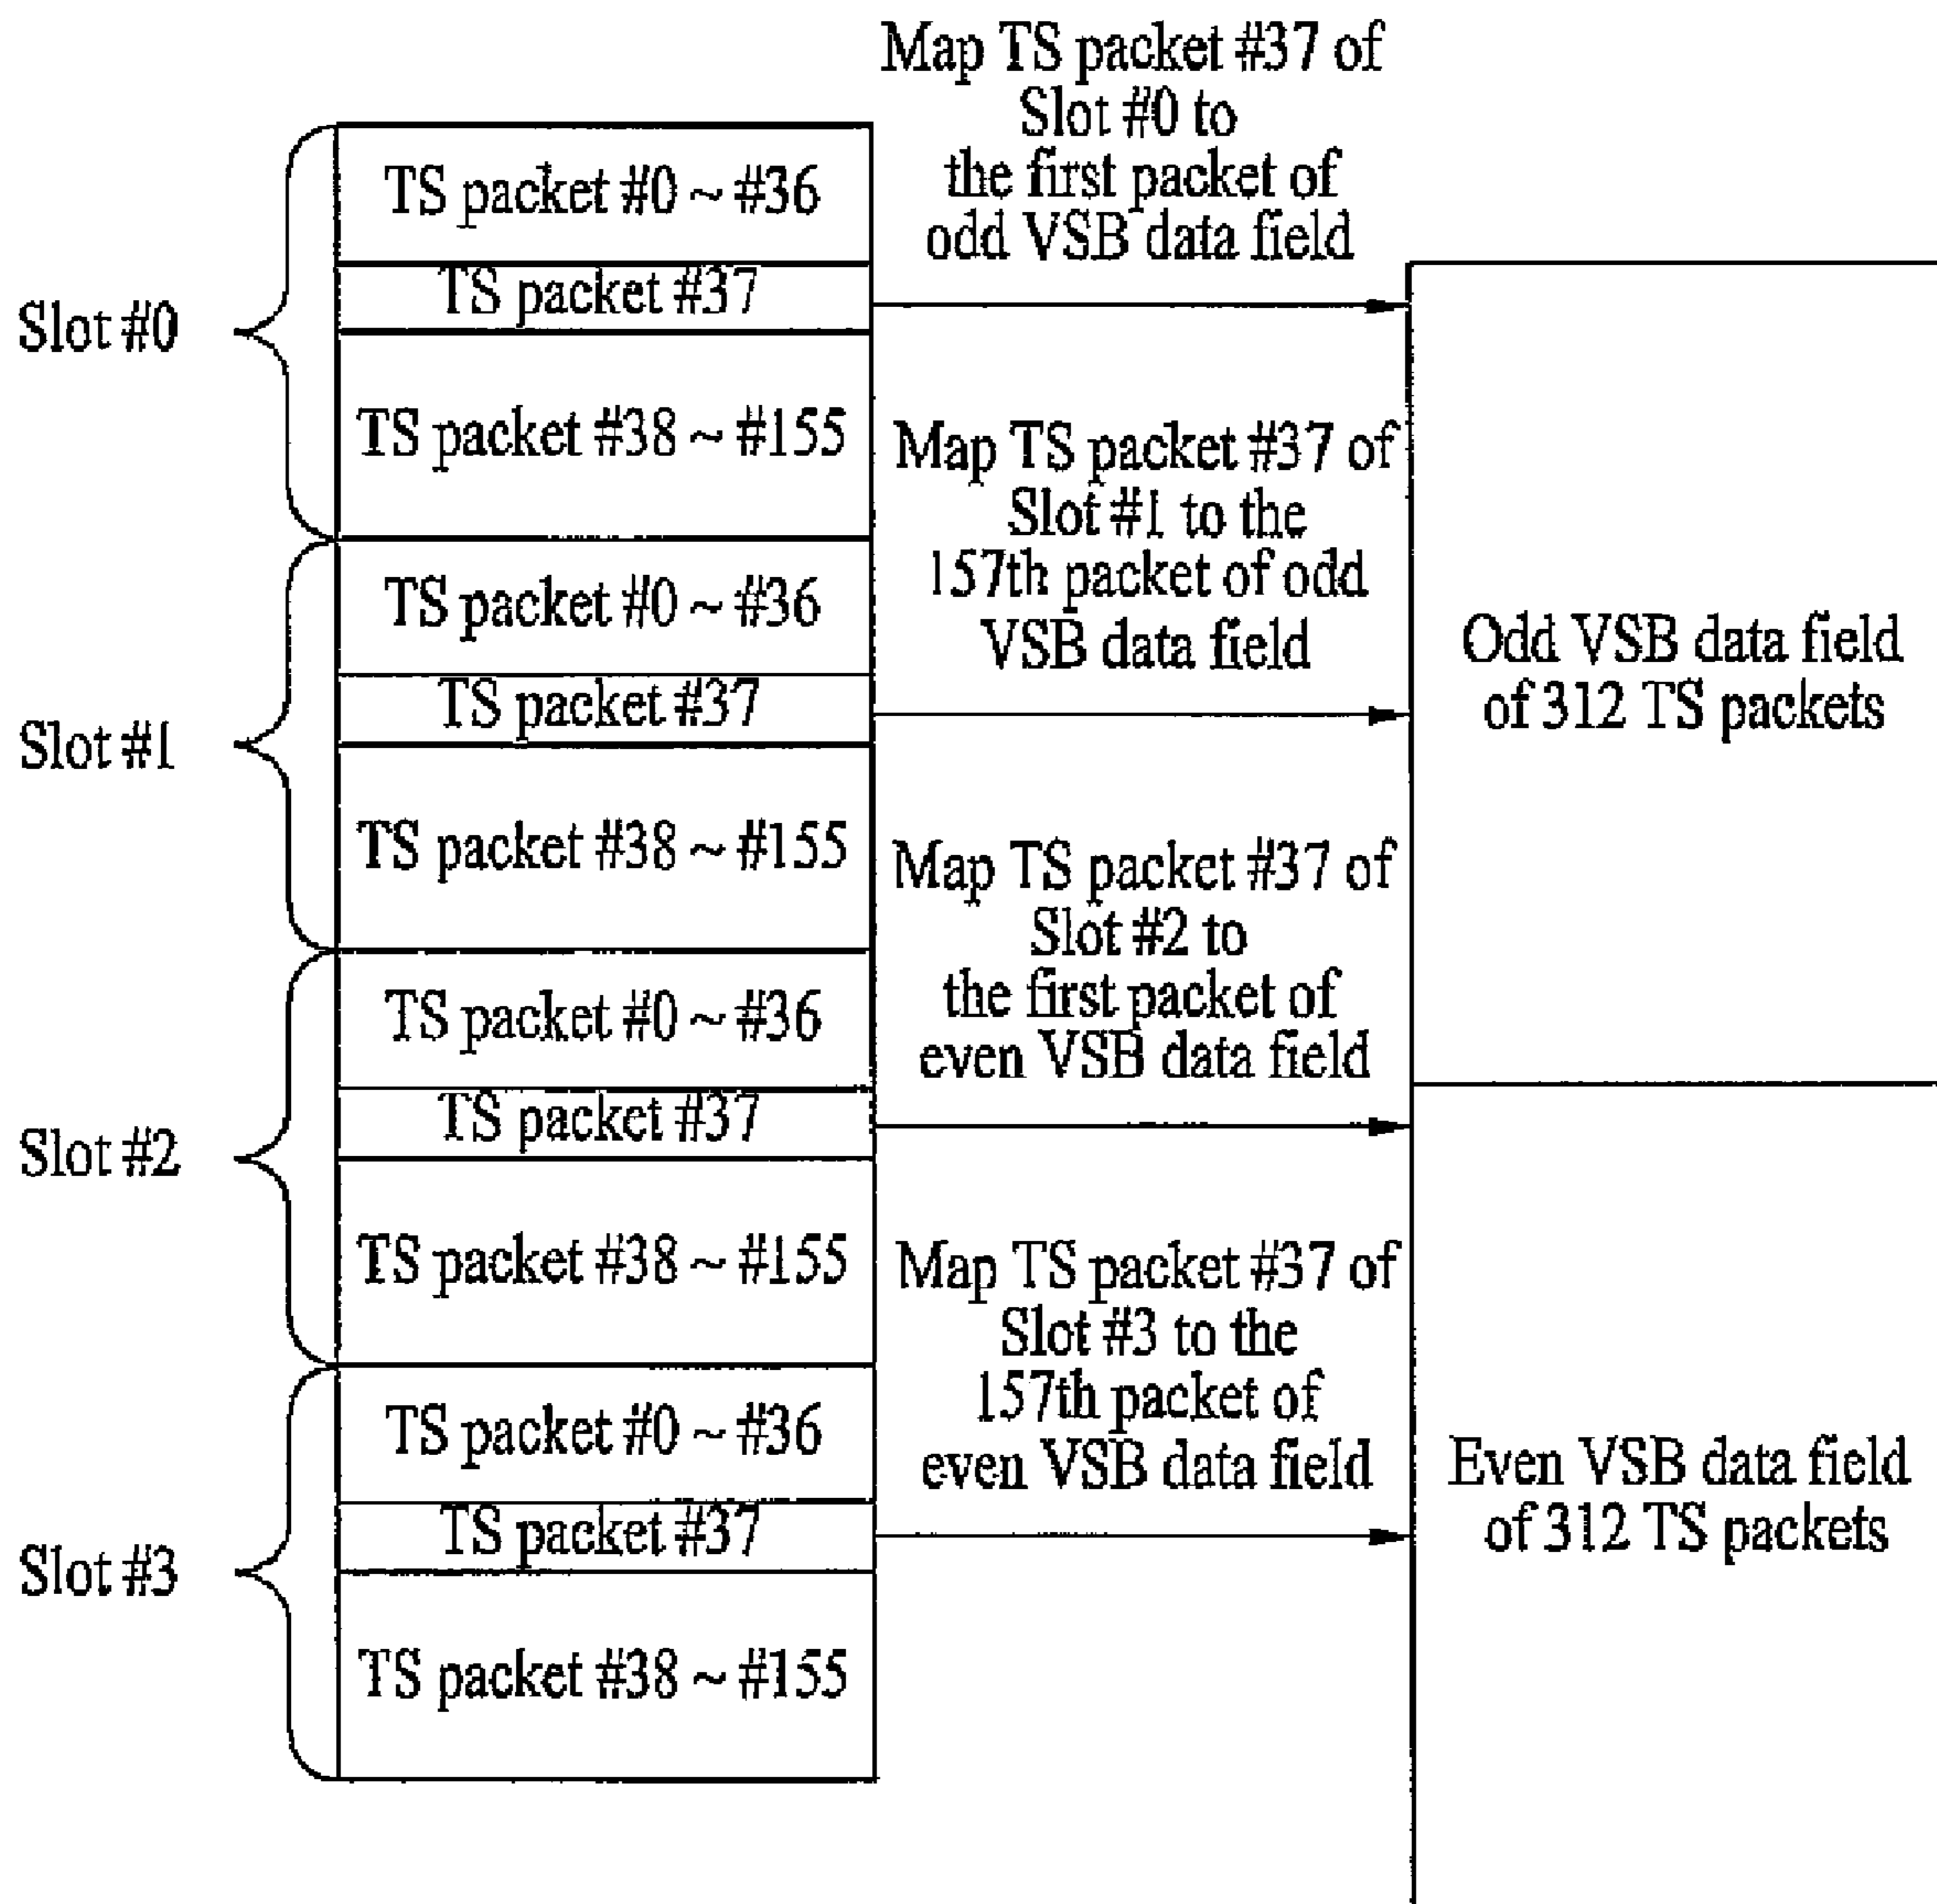 Map TS packet #37 of
Slot #0 to
the first packet of
odd VSB data field
Slot #0
TS packet #0 ~ #36
TS packet #37
TS packet #38 ~ #155
Map TS packet #37 of
Slot #1 to the
157th packet of odd
VSB data field
Slot #1
TS packet #0 ~ #36
TS packet #37
TS packet #38 ~ #155
Odd VSB data field
of 312 TS packets
Map TS packet #37 of
Slot #2 to
the first packet of
even VSB data field
Slot #2
TS packet #0 ~ #36
TS packet #37
TS packet #38 ~ #155
Map TS packet #37 of
Slot #3 to the
157th packet of
even VSB data field
Slot #3
TS packet #0 ~ #36
TS packet #37
TS packet #38 ~ #155
Even VSB data field
of 312 TS packets